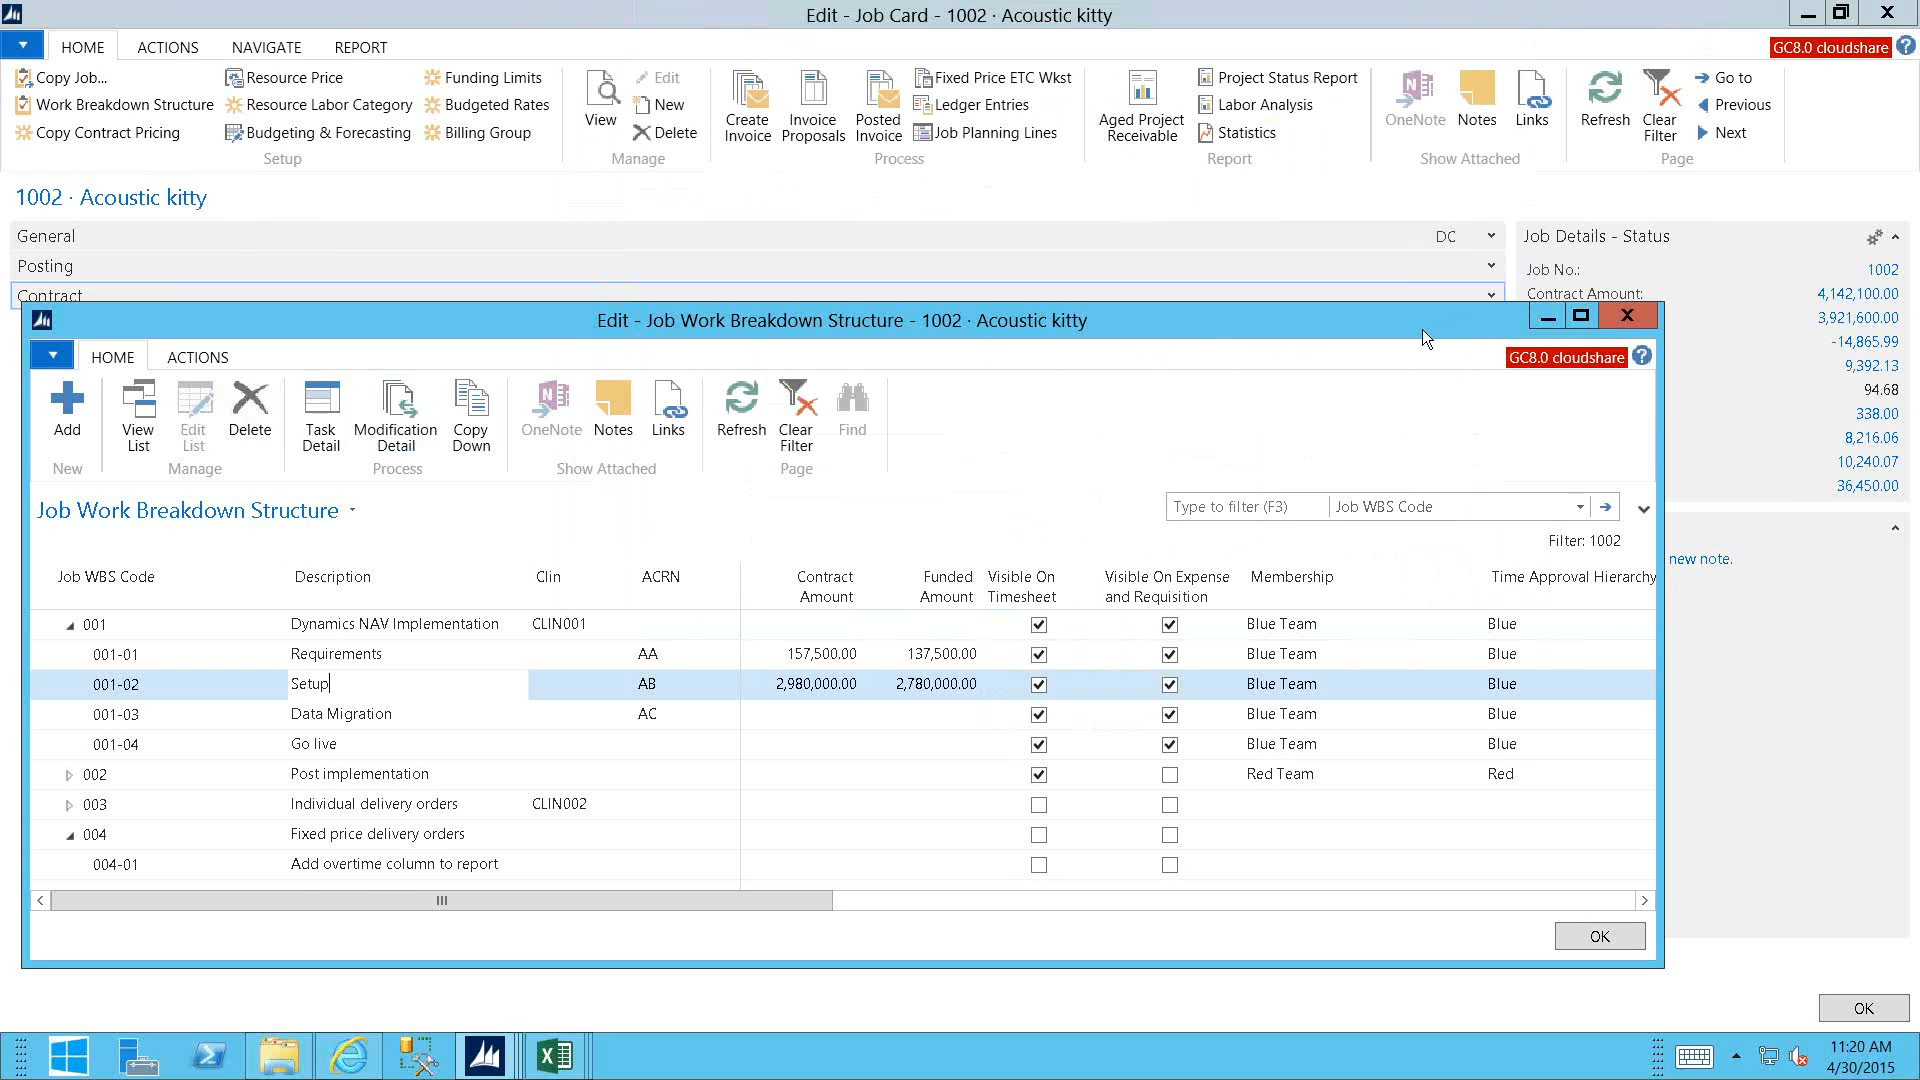 Edit - Job Card - 1002 · Acoustic kitty
HOME ACTIONS NAVIGATE REPORT GC8.0 cloudshare
Copy Job... Resource Price Funding Limits Edit Fixed Price ETC Wkst Project Status Report Go to
Work Breakdown Structure Resource Labor Category Budgeted Rates New Ledger Entries Labor Analysis Previous
Copy Contract Pricing Budgeting & Forecasting Billing Group View Delete Create Invoice Invoice Proposals Posted Invoice Job Planning Lines Aged Project Receivable Statistics OneNote Notes Links Refresh Clear Filter Next
Setup Manage Process Report Show Attached Page
1002 · Acoustic kitty
General DC
Posting
Contract
Job Details - Status
Job No.: 1002
Contract Amount: 4,142,100.00
3,921,600.00
-14,865.99
9,392.13
94.68
338.00
8,216.06
10,240.07
36,450.00
new note.
Edit - Job Work Breakdown Structure - 1002 · Acoustic kitty
HOME ACTIONS GC8.0 cloudshare
Add View List Edit List Delete Task Detail Modification Detail Copy Down OneNote Notes Links Refresh Clear Filter Find
New Manage Process Show Attached Page
Job Work Breakdown Structure Type to filter (F3) Job WBS Code
Filter: 1002
Job WBS Code Description Clin ACRN Contract Amount Funded Amount Visible On Timesheet Visible On Expense and Requisition Membership Time Approval Hierarchy
001 Dynamics NAV Implementation CLIN001 Blue Team Blue
001-01 Requirements AA 157,500.00 137,500.00 Blue Team Blue
001-02 Setup AB 2,980,000.00 2,780,000.00 Blue Team Blue
001-03 Data Migration AC Blue Team Blue
001-04 Go live Blue Team Blue
002 Post implementation Red Team Red
003 Individual delivery orders CLIN002
004 Fixed price delivery orders
004-01 Add overtime column to report
OK
OK
11:20 AM
4/30/2015